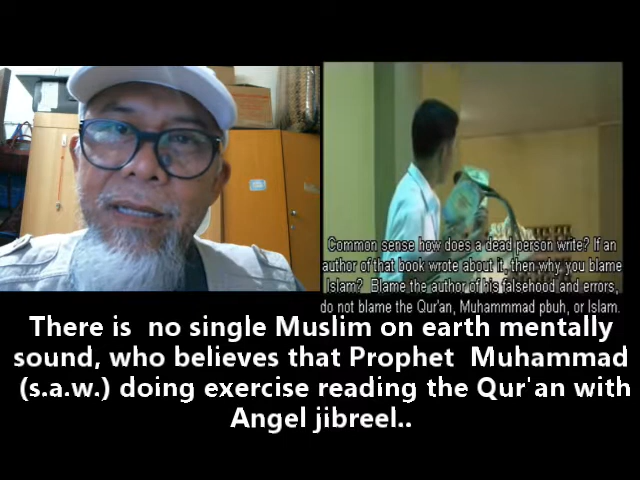 Common sense how does a dead person write? If an
author of that book wrote about it, then why you blame
Islam? Blame the author of his falsehood and errors,
do not blame the Qur'an, Muhammmad pbuh, or Islam.
There is no single Muslim on earth mentally
sound, who believes that Prophet Muhammad
(s.a.w.) doing exercise reading the Qur'an with
Angel jibreel..